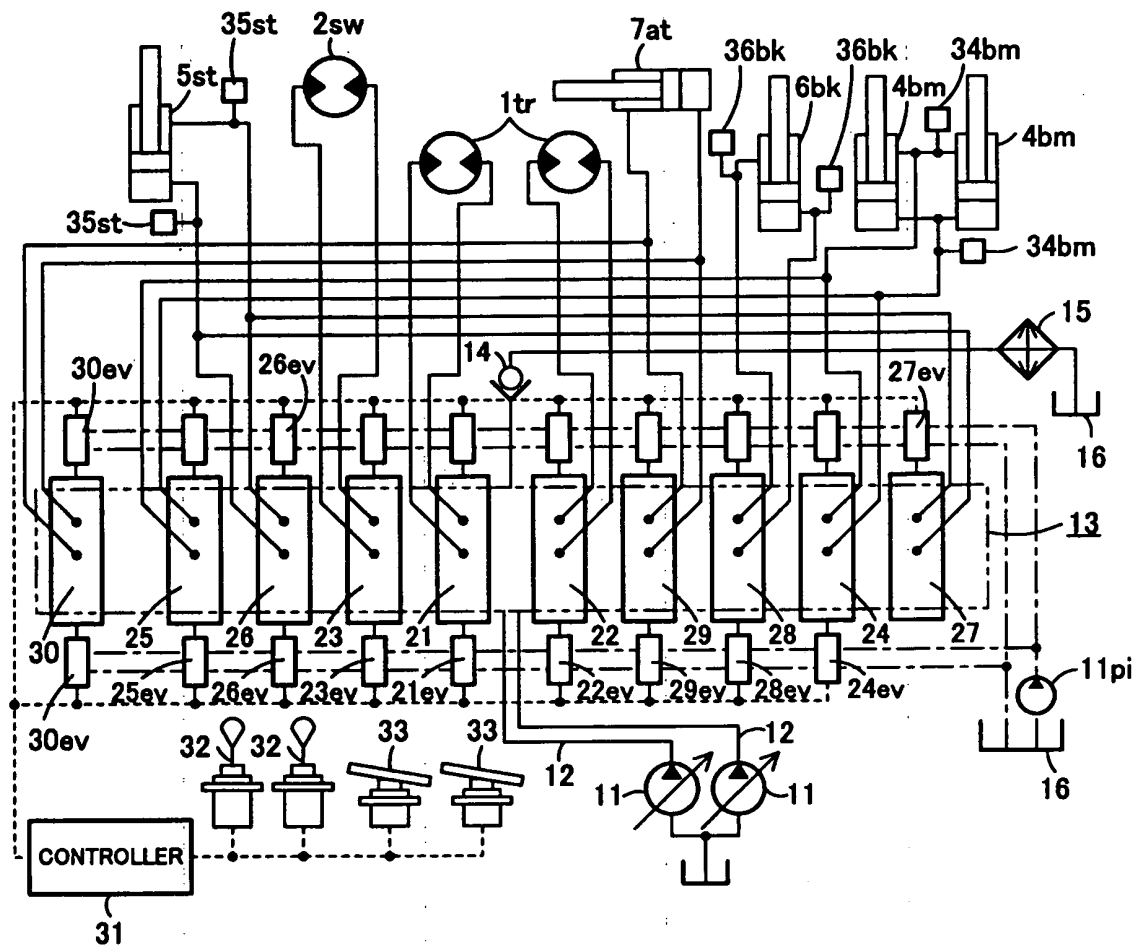 35st 2sw 7at 36bk 36bk 34bm
5st 1tr 6bk 4bm
4bm
35st 34bm
15
14
30ev 26ev 27ev
16
13
30 25 26 23 21 22 29 28 24 27
25ev 26ev 23ev 21ev 22ev 29ev 28ev 24ev 11pi
30ev
32 32 33 33 12 12
11 11 16
CONTROLLER
31